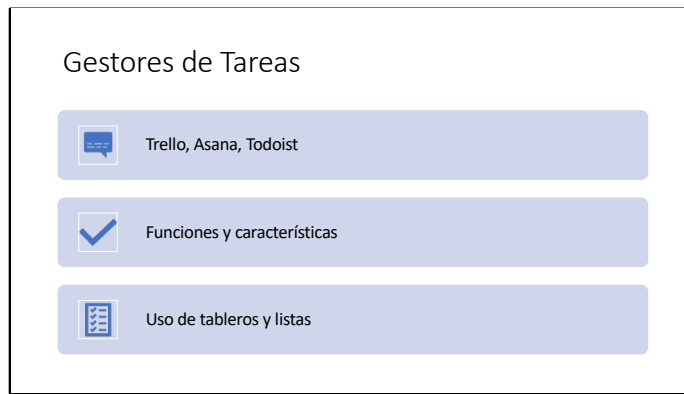 Gestores de Tareas
Trello, Asana, Todoist
Funciones y características
Uso de tableros y listas